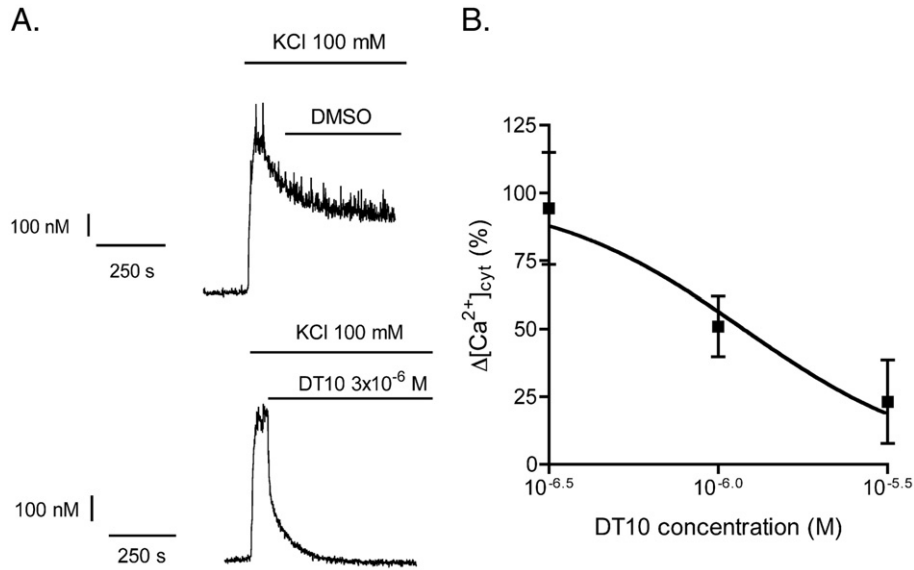 A.
KCl 100 mM
DMSO
100 nM
250 s
KCl 100 mM
DT10 3x10⁻⁶ M
100 nM
250 s
B.
Δ[Ca²⁺]cyt (%)
125
100
75
50
25
0
10⁻⁶·⁵
10⁻⁶·⁰
10⁻⁵·⁵
DT10 concentration (M)